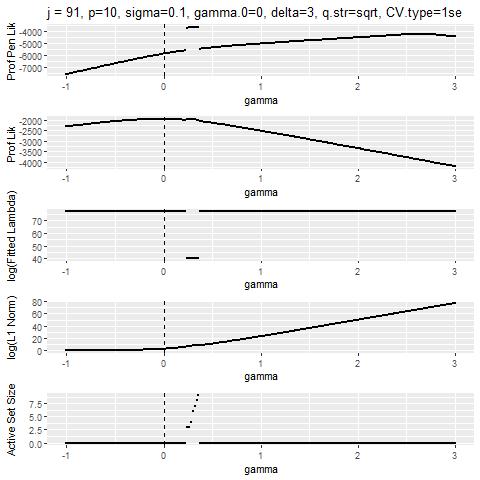 j = 91, p=10, sigma=0.1, gamma.0=0, delta=3, q.str=sqrt, CV.type=1se
Prof Pen Lik
-4000
-5000
-6000
-7000
-1 0 1 2 3
gamma
Prof Lik
-2000
-2500
-3000
-3500
-4000
-1 0 1 2 3
gamma
log(Fitted Lambda)
70
60
50
40
-1 0 1 2 3
gamma
log(L1 Norm)
80
60
40
20
0
-1 0 1 2 3
gamma
Active Set Size
7.5
5.0
2.5
0.0
-1 0 1 2 3
gamma